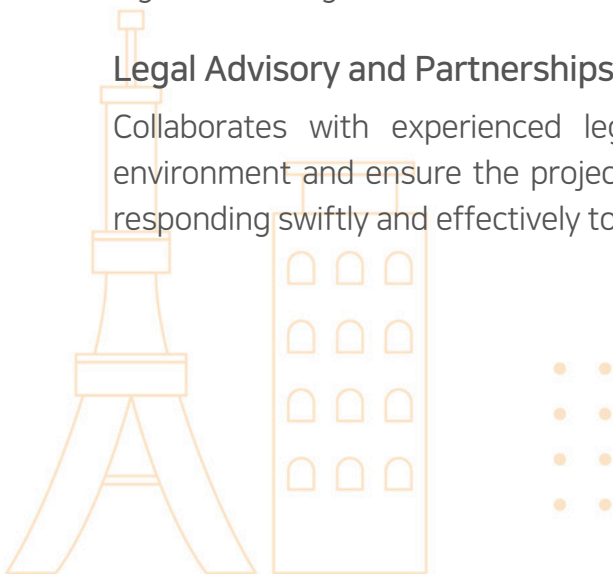 Legal Advisory and Partnerships
Collaborates with experienced
environment and ensure the
responding swiftly and effectively to